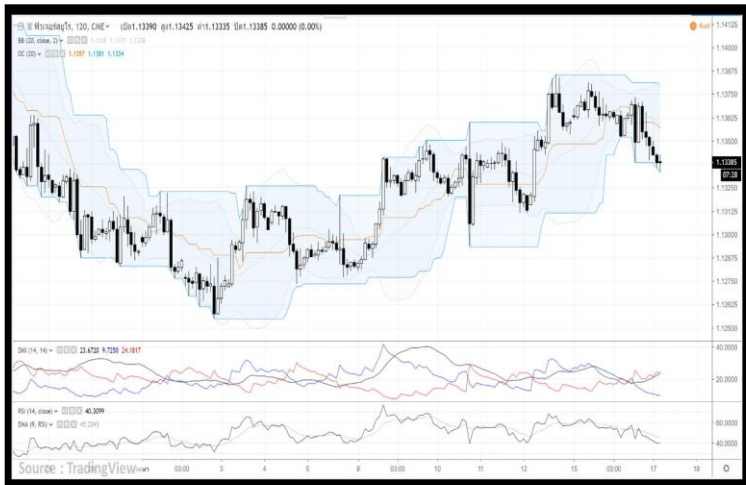 ฟิวเจอร์สยูโร, 120, CME เปิด1.13390 สูง1.13425 ต่ำ1.13335 ปิด1.13385 0.00000 (0.00%)
BB (20, close, 2)
DC (20) 1.1357 1.1381 1.1334
1.14125
1.14000
1.13875
1.13750
1.13625
1.13500
1.13385
07:28
1.13250
1.13125
1.13000
1.12875
1.12750
1.12625
1.12500
DMI (14, 14) 23.6720 9.7250 24.1817
40.0000
20.0000
RSI (14, close) 40.3099
EMA (9, RSI)
60.0000
40.0000
Source : TradingView
03:00 3 4 5 8 03:00 10 11 12 15 03:00 17 18